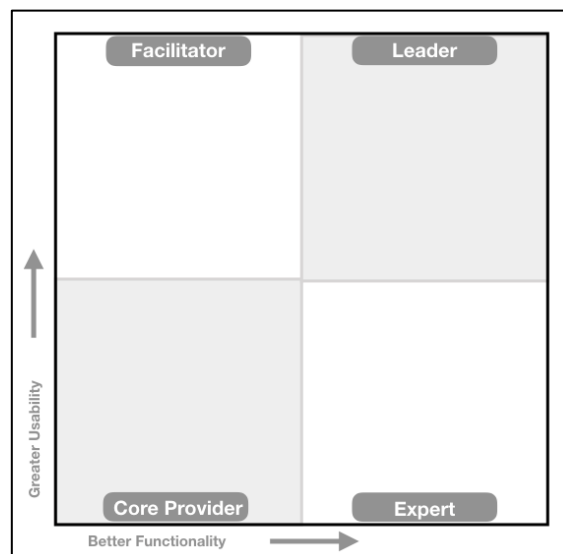 Facilitator
Leader
Greater Usability
Core Provider
Expert
Better Functionality